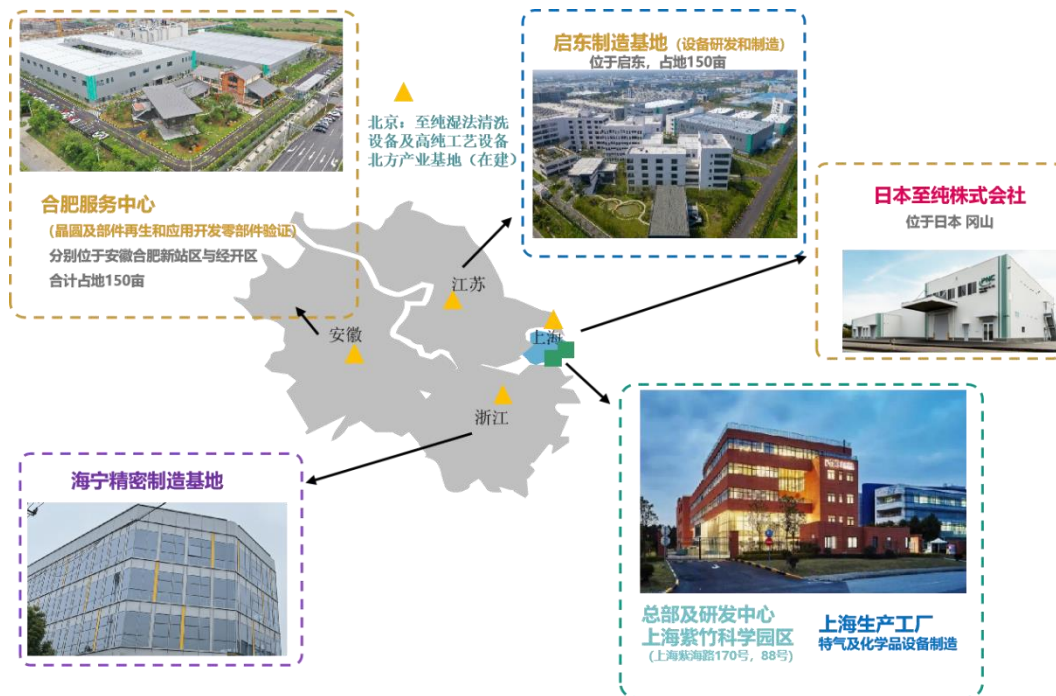 合肥服务中心
(晶圆及部件再生和应用开发零部件验证)
分别位于安徽合肥新站区与经开区
合计占地150亩
北京：至纯湿法清洗
设备及高纯工艺设备
北方产业基地（在建）
启东制造基地（设备研发和制造）
位于启东，占地150亩
日本至纯株式会社
位于日本 冈山
江苏
上海
安徽
浙江
海宁精密制造基地
总部及研发中心
上海紫竹科学园区
(上海紫海路170号，88号)
上海生产工厂
特气及化学品设备制造